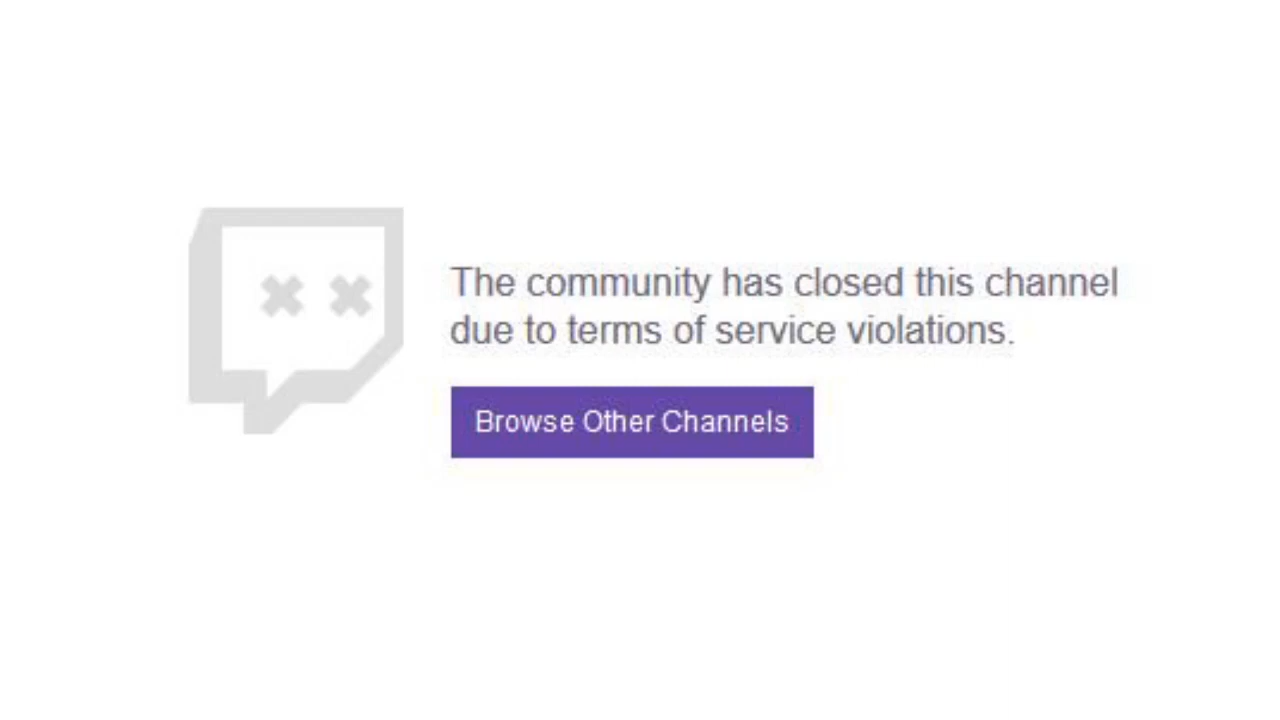 The community has closed this channel
due to terms of service violations.
Browse Other Channels